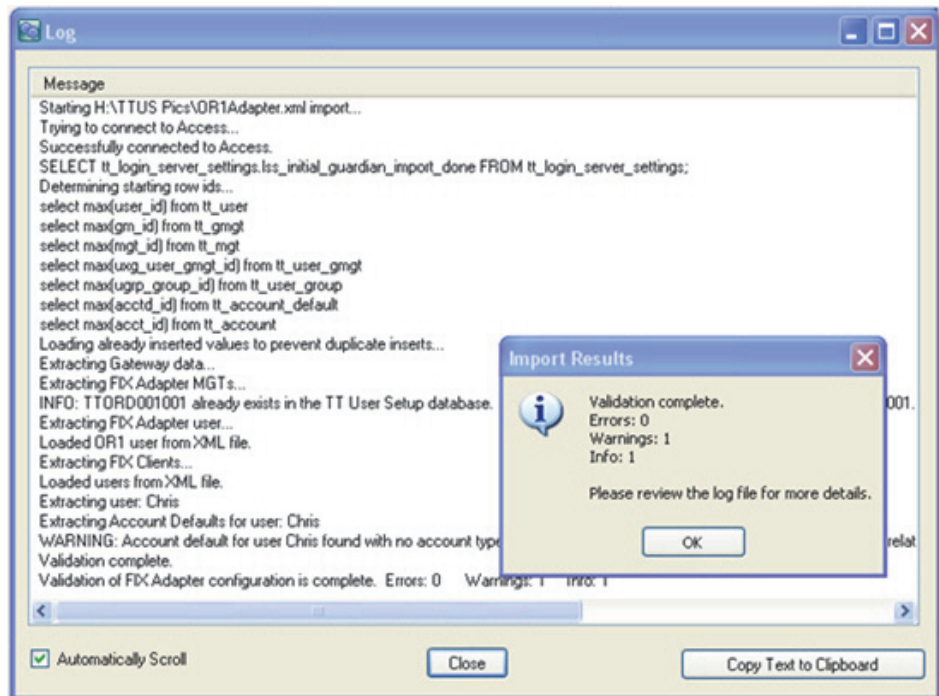 Log
Message
Starting H:\TTUS Pics\OR1Adapter.xml import...
Trying to connect to Access...
Successfully connected to Access.
SELECT tt_login_server_settings.lss_initial_guardian_import_done FROM tt_login_server_settings;
Determining starting row ids...
select max(user_id) from tt_user
select max(gm_id) from tt_gmgt
select max(mgt_id) from tt_mgt
select max(uxg_user_gmgt_id) from tt_user_gmgt
select max(ugrp_group_id) from tt_user_group
select max(acctd_id) from tt_account_default
select max(acct_id) from tt_account
Loading already inserted values to prevent duplicate inserts...
Extracting Gateway data...
Extracting FIX Adapter MGTs...
INFO: TTORD001001 already exists in the TT User Setup database. 001.
Extracting FIX Adapter user...
Loaded OR1 user from XML file.
Extracting FIX Clients...
Loaded users from XML file.
Extracting user: Chris
Extracting Account Defaults for user: Chris
WARNING: Account default for user Chris found with no account type relat
Validation complete.
Validation of FIX Adapter configuration is complete. Errors: 0 Warnings: 1 Info: 1
Import Results
Validation complete.
Errors: 0
Warnings: 1
Info: 1
Please review the log file for more details.
OK
Automatically Scroll
Close
Copy Text to Clipboard